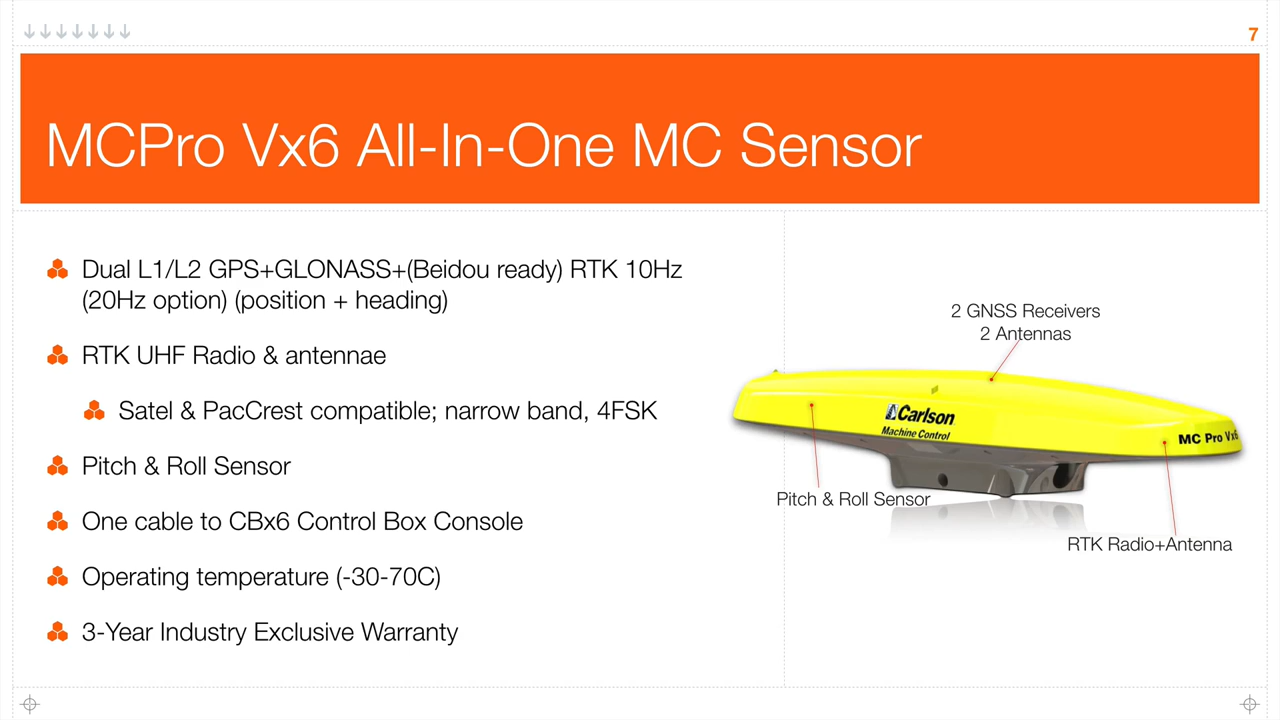 7
MCPro Vx6 All-In-One MC Sensor
Dual L1/L2 GPS+GLONASS+(Beidou ready) RTK 10Hz
(20Hz option) (position + heading)
RTK UHF Radio & antennae
Satel & PacCrest compatible; narrow band, 4FSK
Pitch & Roll Sensor
One cable to CBx6 Control Box Console
Operating temperature (-30-70C)
3-Year Industry Exclusive Warranty
2 GNSS Receivers
2 Antennas
Carlson
Machine Control
MC Pro Vx6
Pitch & Roll Sensor
RTK Radio+Antenna